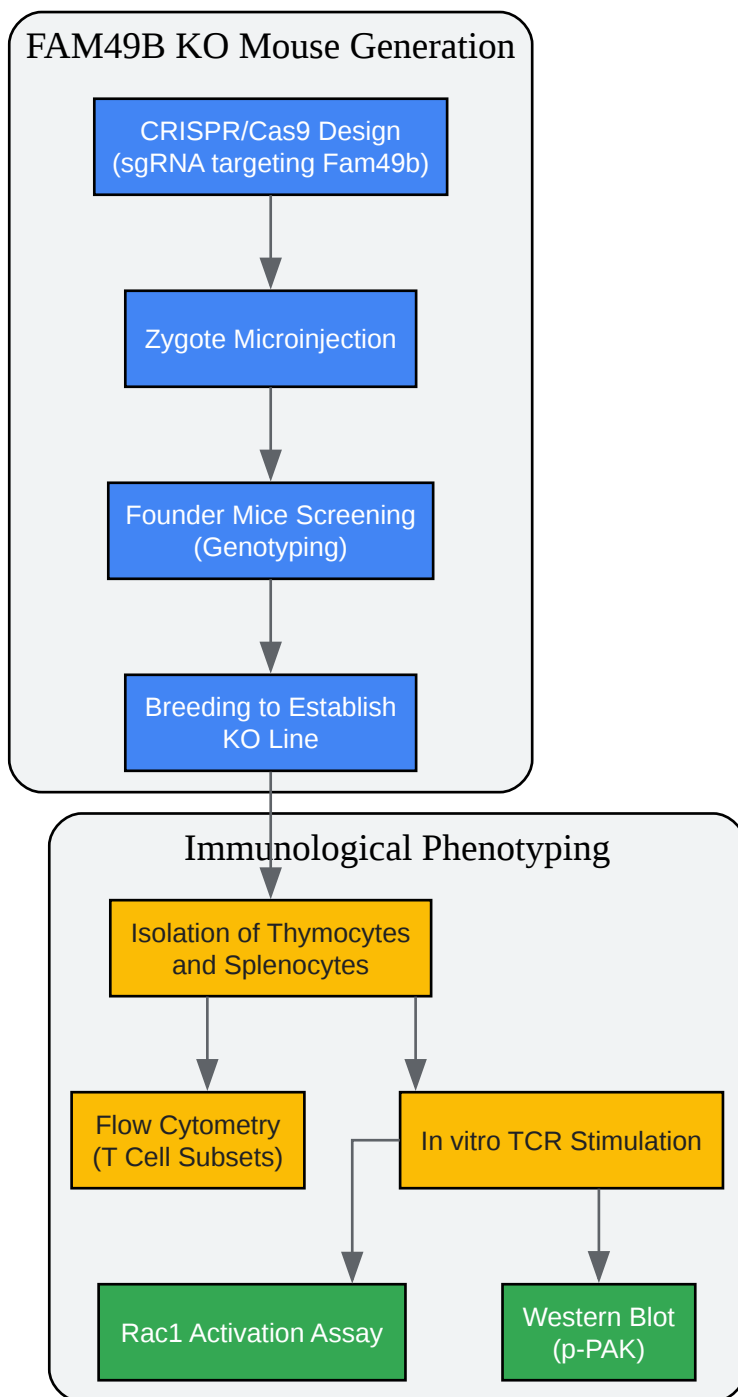 FAM49B KO Mouse Generation
CRISPR/Cas9 Design
(sgRNA targeting Fam49b)
Zygote Microinjection
Founder Mice Screening
(Genotyping)
Breeding to Establish
KO Line
Immunological Phenotyping
Isolation of Thymocytes
and Splenocytes
Flow Cytometry
(T Cell Subsets)
In vitro TCR Stimulation
Rac1 Activation Assay
Western Blot
(p-PAK)